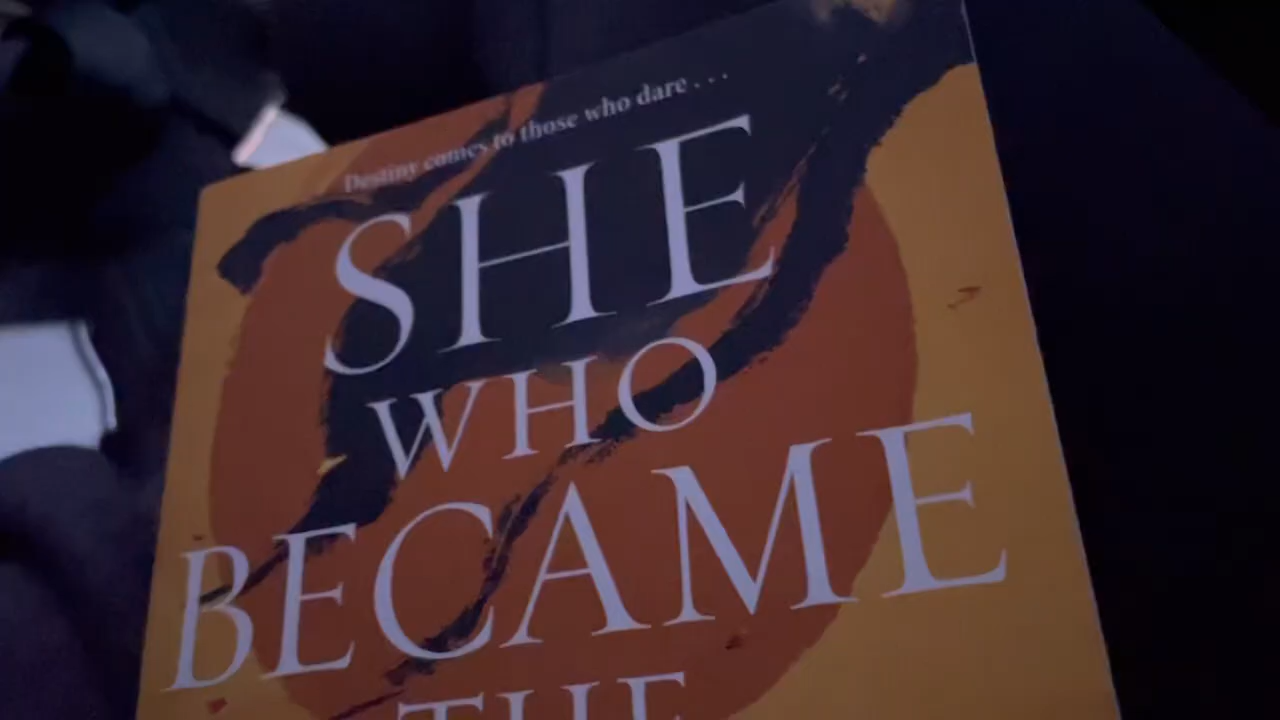 Destiny comes to those who dare . . .
SHE
WHO
BECAME
THE